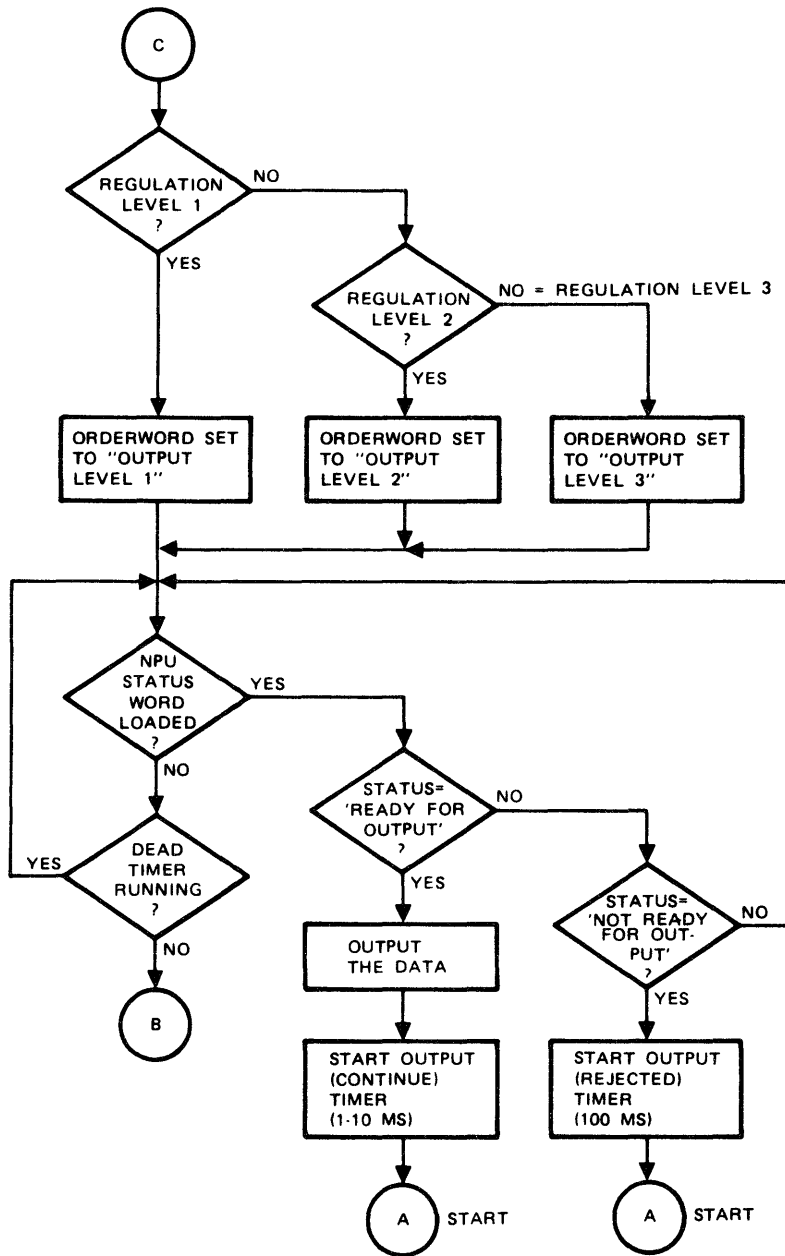 C
REGULATION
LEVEL 1
?
NO
YES
REGULATION
LEVEL 2
?
NO = REGULATION LEVEL 3
YES
ORDERWORD SET
TO "OUTPUT
LEVEL 1"
ORDERWORD SET
TO "OUTPUT
LEVEL 2"
ORDERWORD SET
TO "OUTPUT
LEVEL 3"
NPU
STATUS
WORD
LOADED
?
YES
NO
STATUS=
'READY FOR
OUTPUT'
?
NO
YES
DEAD
TIMER
RUNNING
?
YES
NO
STATUS=
'NOT READY
FOR OUT-
PUT'
?
NO
YES
OUTPUT
THE DATA
B
START OUTPUT
(CONTINUE)
TIMER
(1-10 MS)
START OUTPUT
(REJECTED)
TIMER
(100 MS)
A
START
A
START